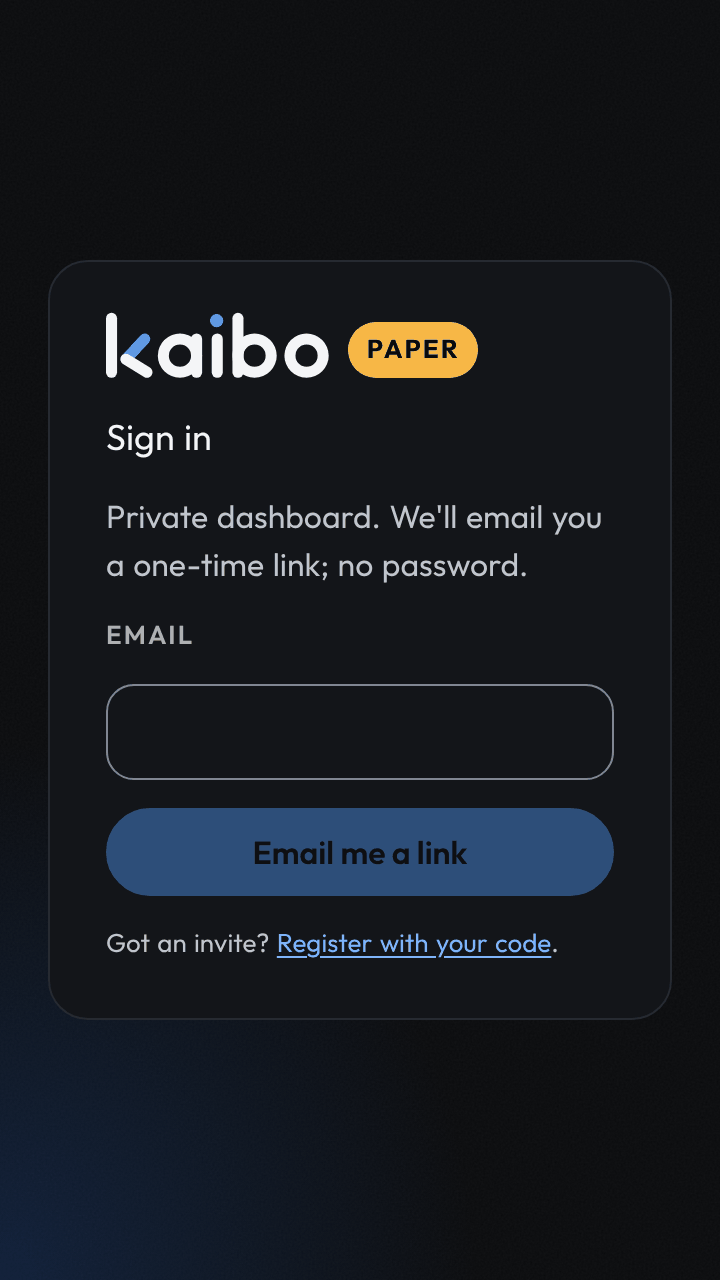 kaibo PAPER
Sign in
Private dashboard. We'll email you
a one-time link; no password.
EMAIL
Email me a link
Got an invite? Register with your code.